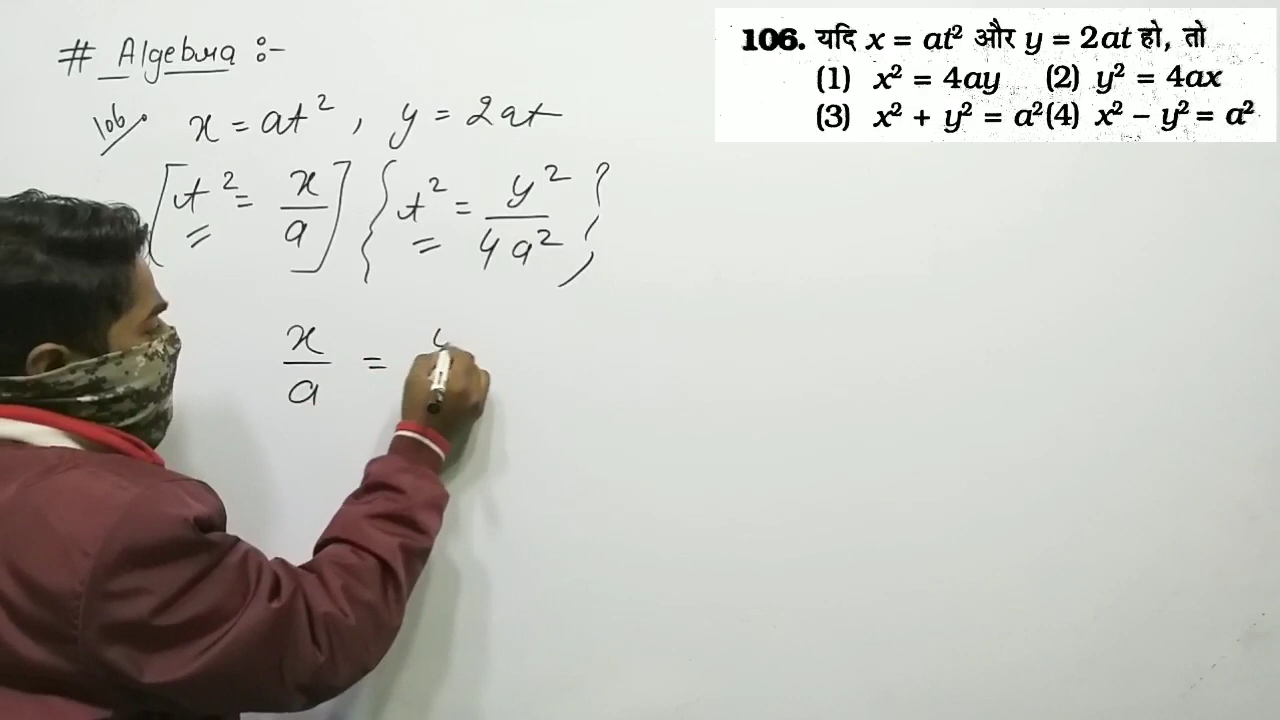 # Algebra :-
106. x = at², y = 2at
[t² = x/a] {t² = y²/4a²}
x/a =
106. यदि x = at² और y = 2at हो, तो
(1) x² = 4ay (2) y² = 4ax
(3) x² + y² = a² (4) x² − y² = a²